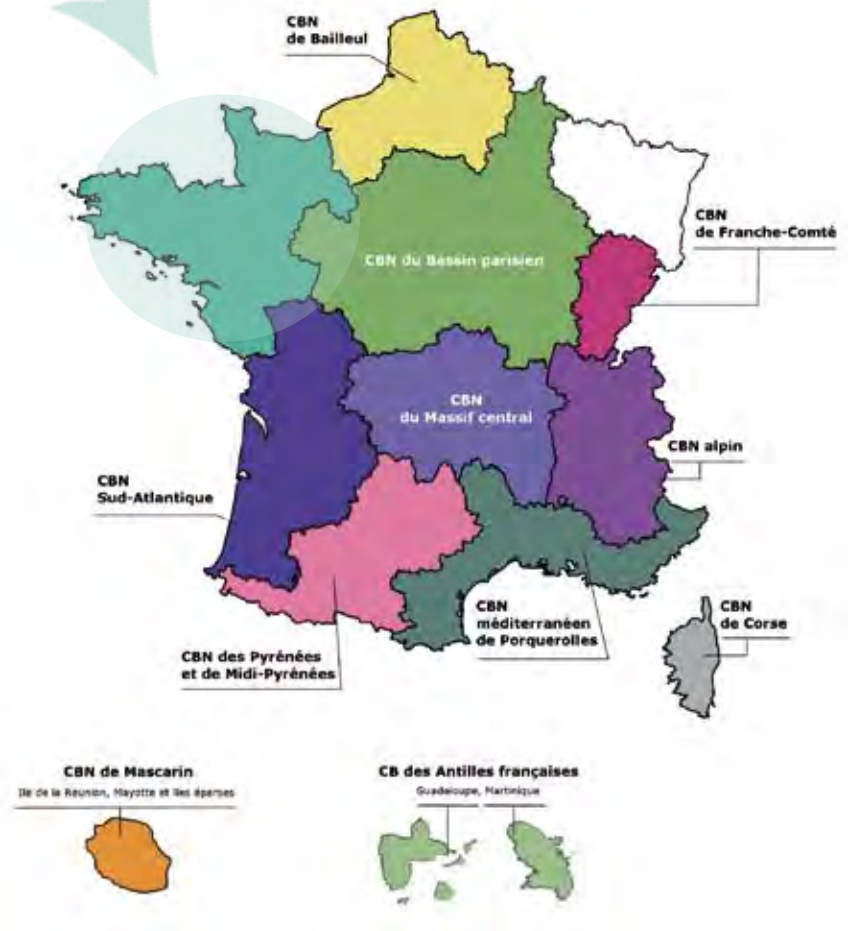 CBN
de Bailleul
CBN
de Franche-Comté
CBN du Bassin parisien
CBN
du Massif central
CBN alpin
CBN
Sud-Atlantique
CBN
méditerranéen
de Porquerolles
CBN
de Corse
CBN des Pyrénées
et de Midi-Pyrénées
CBN de Mascarin
Ile de la Réunion, Mayotte et îles éparses
CB des Antilles françaises
Guadeloupe, Martinique